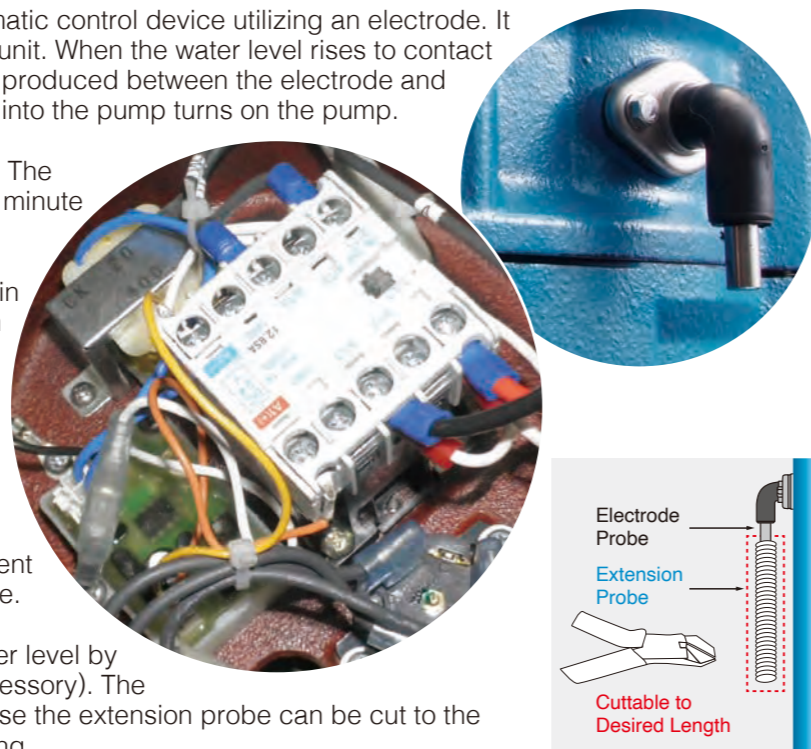 matic control device utilizing an electrode. It
unit. When the water level rises to contact
produced between the electrode and
into the pump turns on the pump.
The
minute
in
ent
e.
er level by
essory). The
se the extension probe can be cut to the
ng
Electrode
Probe
Extension
Probe
Cuttable to
Desired Length